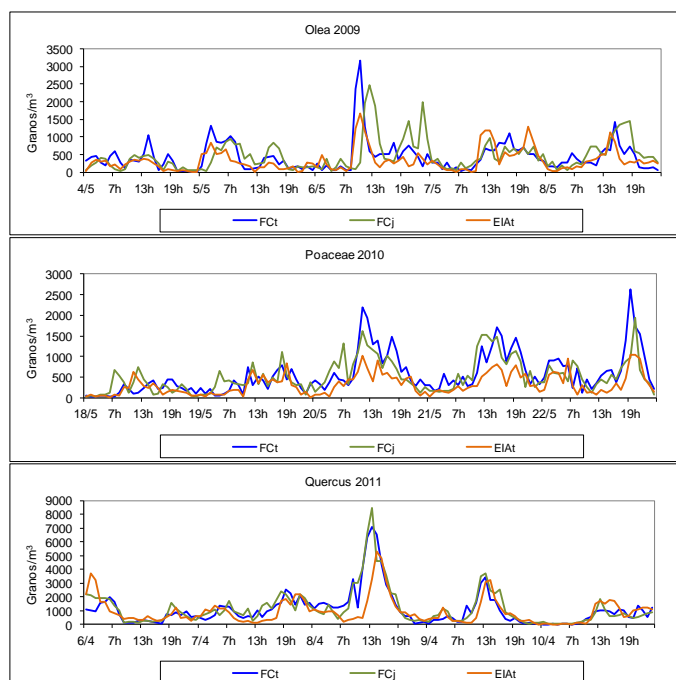 Olea 2009
Granos/m³
3500
3000
2500
2000
1500
1000
500
0
4/5 7h 13h 19h 5/5 7h 13h 19h 6/5 7h 13h 19h 7/5 7h 13h 19h 8/5 7h 13h 19h
FCt FCj EIAt
Poaceae 2010
Granos/m³
3000
2500
2000
1500
1000
500
0
18/5 7h 13h 19h 19/5 7h 13h 19h 20/5 7h 13h 19h 21/5 7h 13h 19h 22/5 7h 13h 19h
FCt FCj EIAt
Quercus 2011
Granos/m³
9000
8000
7000
6000
5000
4000
3000
2000
1000
0
6/4 7h 13h 19h 7/4 7h 13h 19h 8/4 7h 13h 19h 9/4 7h 13h 19h 10/4 7h 13h 19h
FCt FCj EIAt